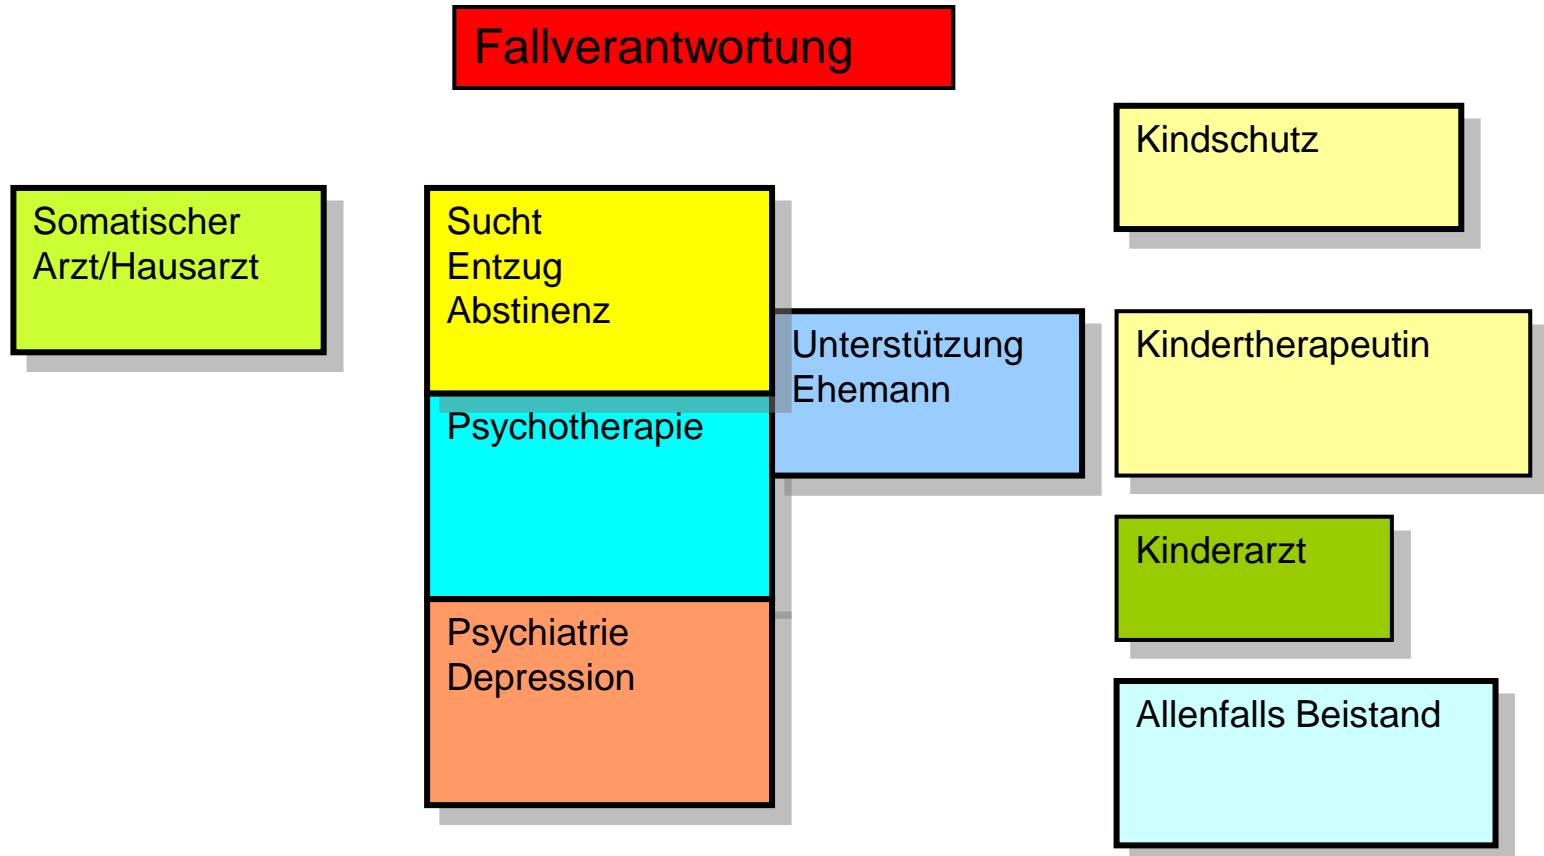 Fallverantwortung
Somatischer
Arzt/Hausarzt
Sucht
Entzug
Abstinenz
Psychotherapie
Psychiatrie
Depression
Unterstützung
Ehemann
Kindschutz
Kindertherapeutin
Kinderarzt
Allenfalls Beistand